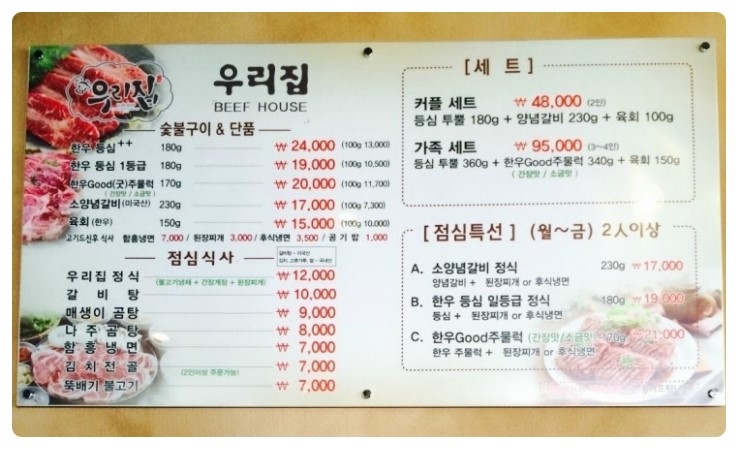 우리집
우리집
BEEF HOUSE
숯불구이 & 단품
한우 등심 ++ 180g ₩ 24,000 (100g 13,000)
한우 등심 1등급 180g ₩ 19,000 (100g 10,500)
한우Good(굿)주물럭 170g ₩ 20,000 (100g 11,700)
(간장맛 / 소금맛)
소양념갈비(미국산) 230g ₩ 17,000 (100g 7,300)
육회 (한우) 150g ₩ 15,000 (100g 10,000)
고기드신후 식사 함흥냉면 7,000 / 된장찌개 3,000 / 후식냉면 3,500 / 공기밥 1,000
점심식사
갈비탕 - 미국산
우리집 정식 (불고기냉채 + 간장게장 + 된장찌개) ₩ 12,000
갈비탕 ₩ 10,000
매생이 곰탕 ₩ 9,000
나주곰탕 ₩ 8,000
함흥냉면 ₩ 7,000
김치전골 (2인이상 주문가능) ₩ 7,000
뚝배기 불고기 ₩ 7,000
[세 트]
커플 세트 ₩ 48,000 (2인)
등심 투뿔 180g + 양념갈비 230g + 육회 100g
가족 세트 ₩ 95,000 (3~4인)
등심 투뿔 360g + 한우Good주물럭 340g + 육회 150g
(간장맛 / 소금맛)
[점심특선] (월~금) 2人이상
A. 소양념갈비 정식 230g ₩17,000
양념갈비 + 된장찌개 or 후식냉면
B. 한우 등심 일등급 정식 180g ₩19,000
등심 + 된장찌개 or 후식냉면
C. 한우Good주물럭 (간장맛/소금맛) 170g ₩21,000
한우 주물럭 + 된장찌개 or 후식냉면